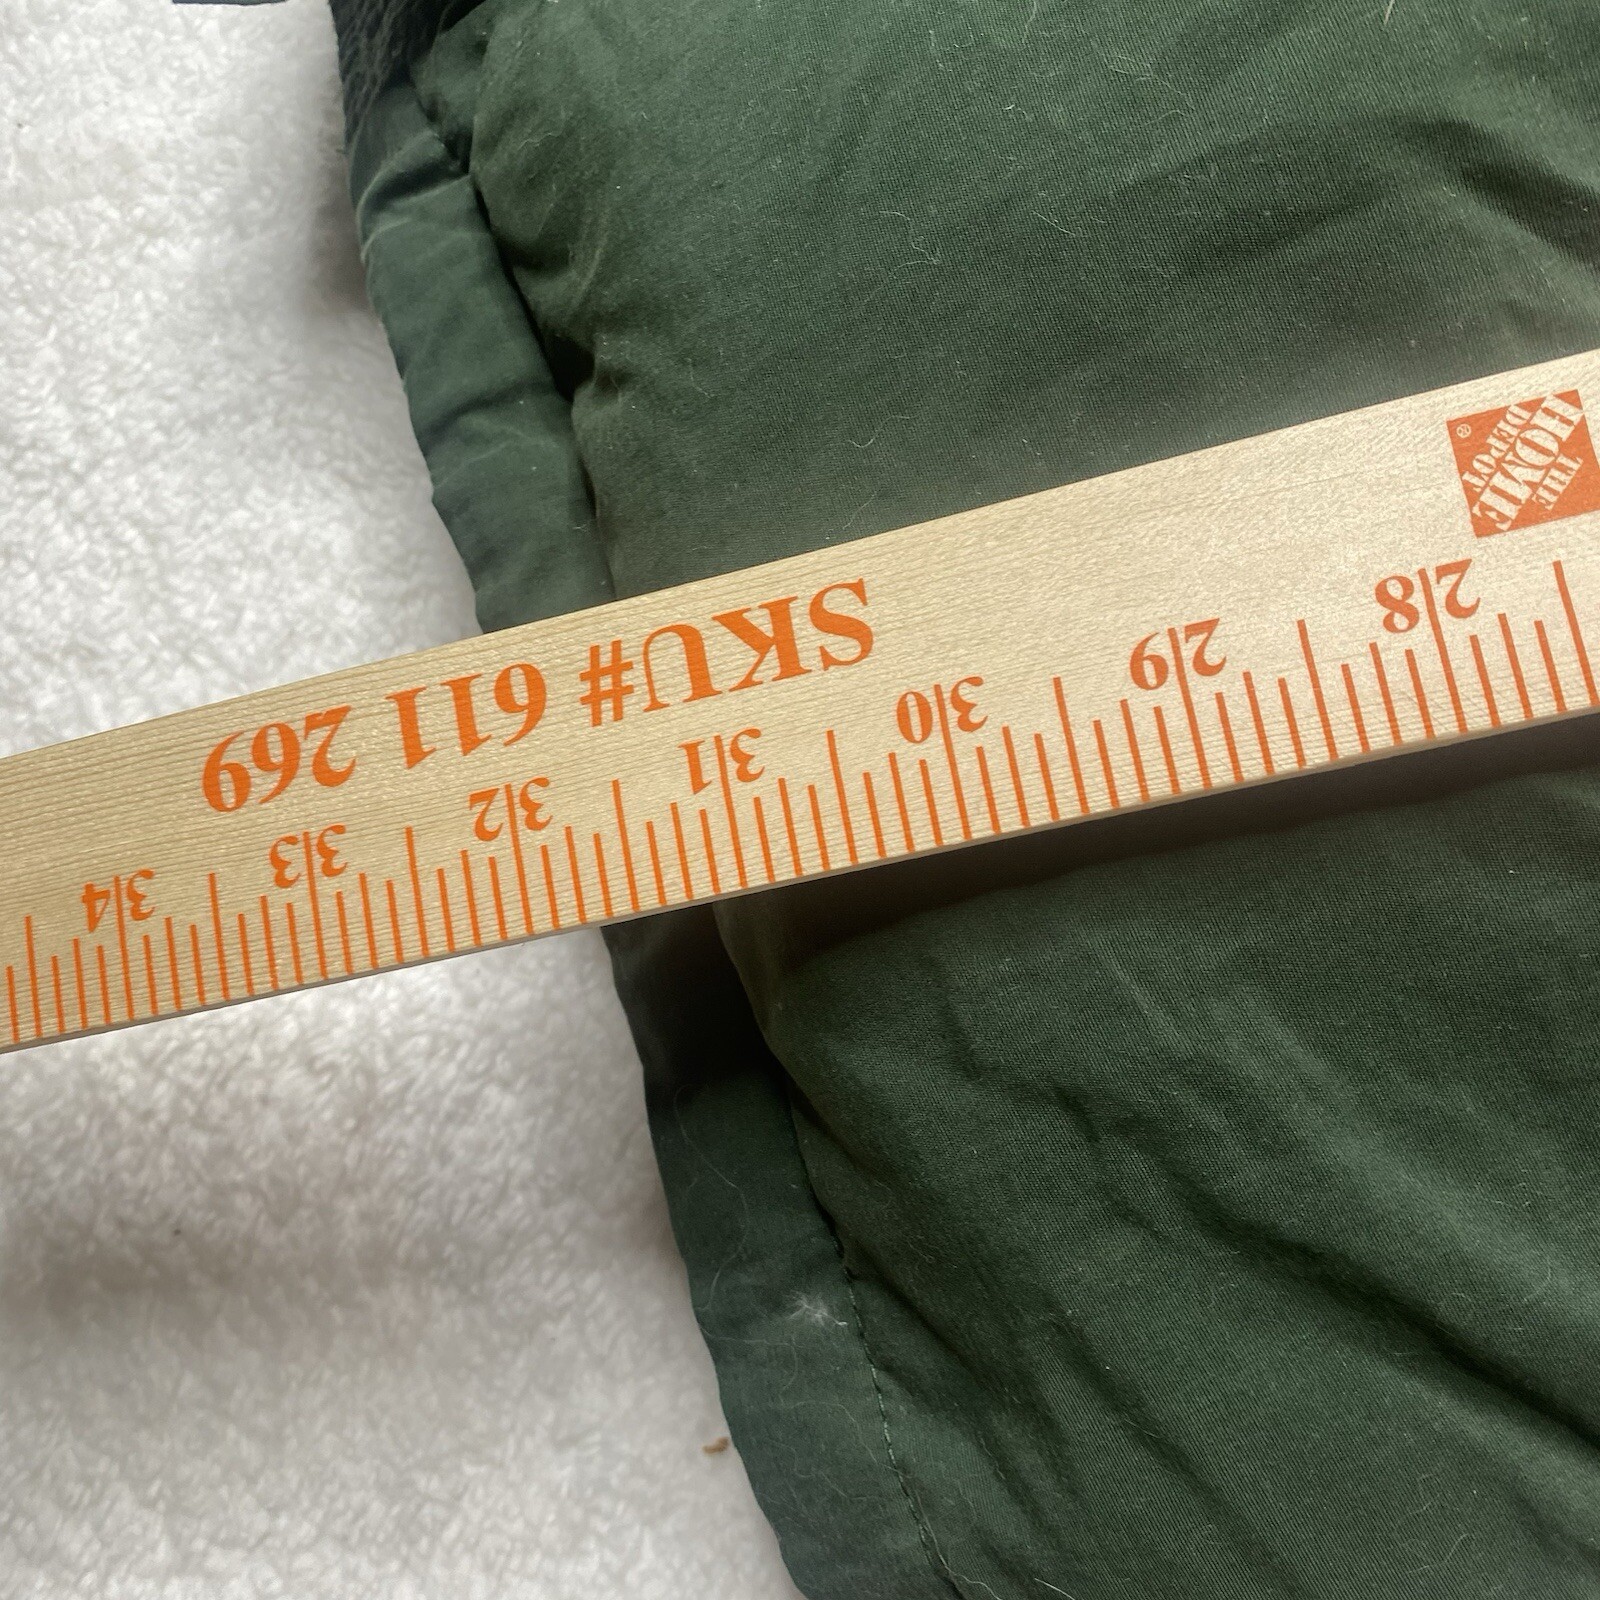 THE
HOME
DEPOT
®
SKU# 611 269
28 29 30 31 32 33 34